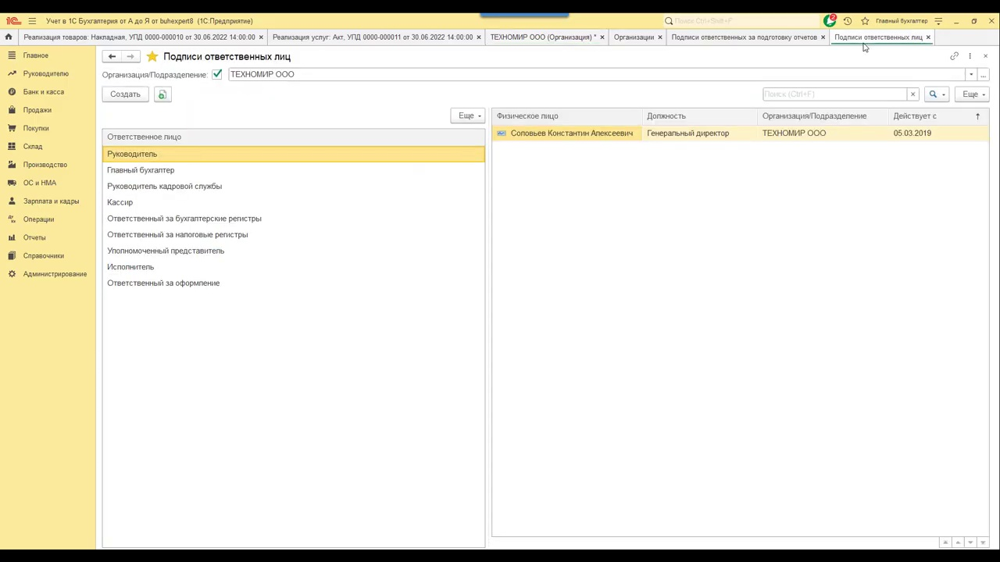 1С Учет в 1С Бухгалтерия от А до Я от buhexpert8 (1С:Предприятие) Поиск Ctrl+Shift+F 2 Главный бухгалтер
Реализация товаров: Накладная, УПД 0000-000010 от 30.06.2022 14:00:00 × Реализация услуг: Акт, УПД 0000-000011 от 30.06.2022 14:00:00 × ТЕХНОМИР ООО (Организация) * × Организации × Подписи ответственных за подготовку отчетов × Подписи ответственных лиц ×
Главное
Руководителю
Банк и касса
Продажи
Покупки
Склад
Производство
ОС и НМА
Зарплата и кадры
Операции
Отчеты
Справочники
Администрирование
Подписи ответственных лиц
Организация/Подразделение: ТЕХНОМИР ООО
Создать Поиск (Ctrl+F) × Еще
Еще
Ответственное лицо
Руководитель
Главный бухгалтер
Руководитель кадровой службы
Кассир
Ответственный за бухгалтерские регистры
Ответственный за налоговые регистры
Уполномоченный представитель
Исполнитель
Ответственный за оформление
Физическое лицо Должность Организация/Подразделение Действует с
Соловьев Константин Алексеевич Генеральный директор ТЕХНОМИР ООО 05.03.2019